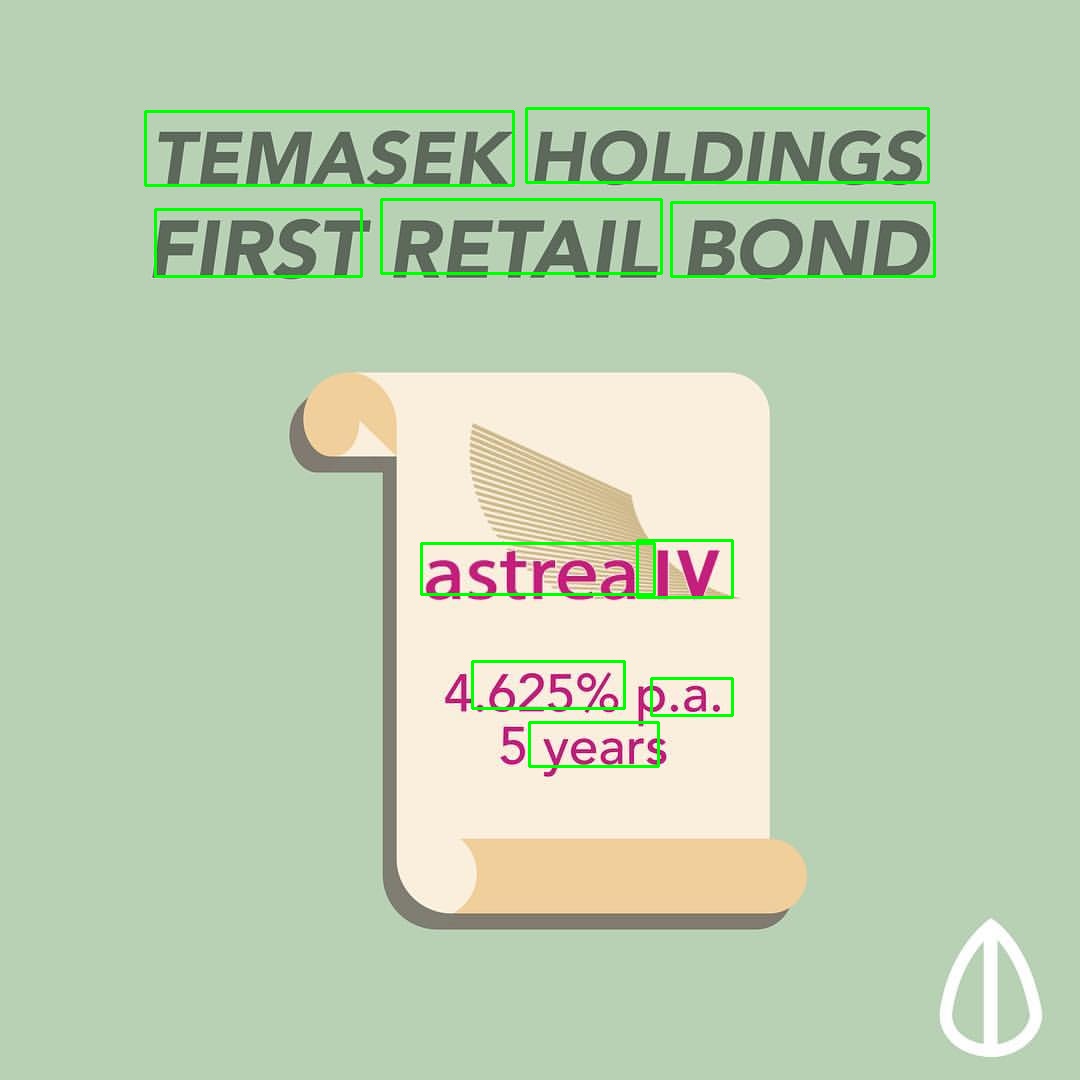 TEMASEK HOLDINGS
FIRST RETAIL BOND
astrea IV
4.625% p.a.
5 years